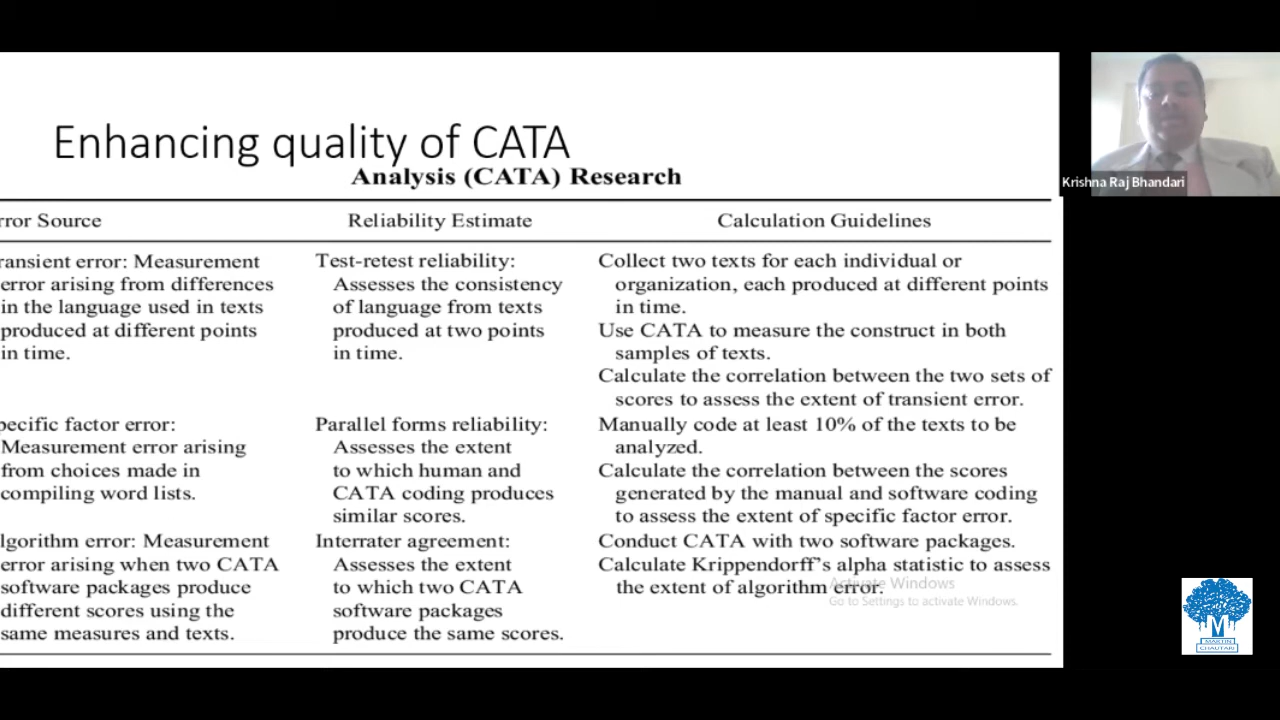 Enhancing quality of CATA
Analysis (CATA) Research
rror Source Reliability Estimate Calculation Guidelines
ransient error: Measurement
error arising from differences
in the language used in texts
produced at different points
in time.
Test-retest reliability:
Assesses the consistency
of language from texts
produced at two points
in time.
Collect two texts for each individual or
organization, each produced at different points
in time.
Use CATA to measure the construct in both
samples of texts.
Calculate the correlation between the two sets of
scores to assess the extent of transient error.
pecific factor error:
Measurement error arising
from choices made in
compiling word lists.
Parallel forms reliability:
Assesses the extent
to which human and
CATA coding produces
similar scores.
Manually code at least 10% of the texts to be
analyzed.
Calculate the correlation between the scores
generated by the manual and software coding
to assess the extent of specific factor error.
lgorithm error: Measurement
error arising when two CATA
software packages produce
different scores using the
same measures and texts.
Interrater agreement:
Assesses the extent
to which two CATA
software packages
produce the same scores.
Conduct CATA with two software packages.
Calculate Krippendorff's alpha statistic to assess
the extent of algorithm error.
Activate Windows
Go to Settings to activate Windows.
Krishna Raj Bhandari
MARTIN
CHAUTARI